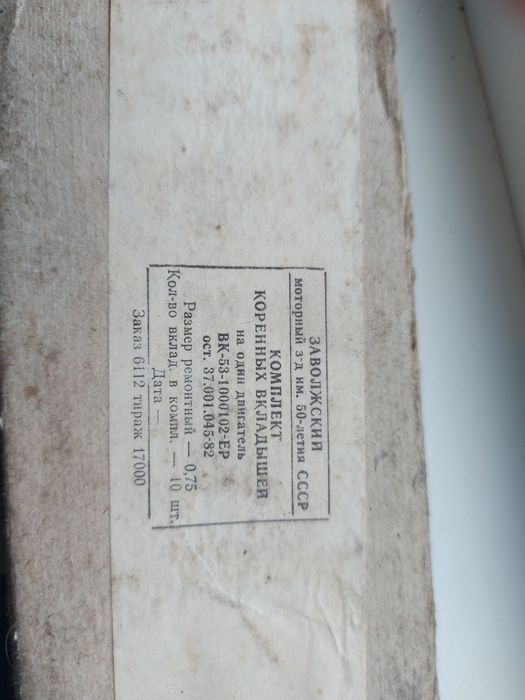 ЗАВОЛЖСКИЙ
моторный з-д им. 50-летия СССР
КОМПЛЕКТ
КОРЕННЫХ ВКЛАДЫШЕЙ
на один двигатель
ВК-53-1000102-ЕР
ост. 37.001.045-82
Размер ремонтный — 0,75
Кол-во вклад. в компл. — 10 шт.
Дата —
Заказ 6112 тираж 17000